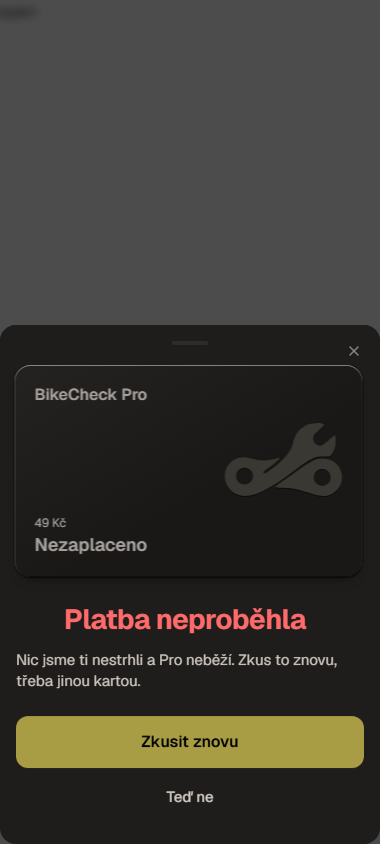 BikeCheck Pro
49 Kč
Nezaplaceno
Platba neproběhla
Nic jsme ti nestrhli a Pro neběží. Zkus to znovu,
třeba jinou kartou.
Zkusit znovu
Teď ne